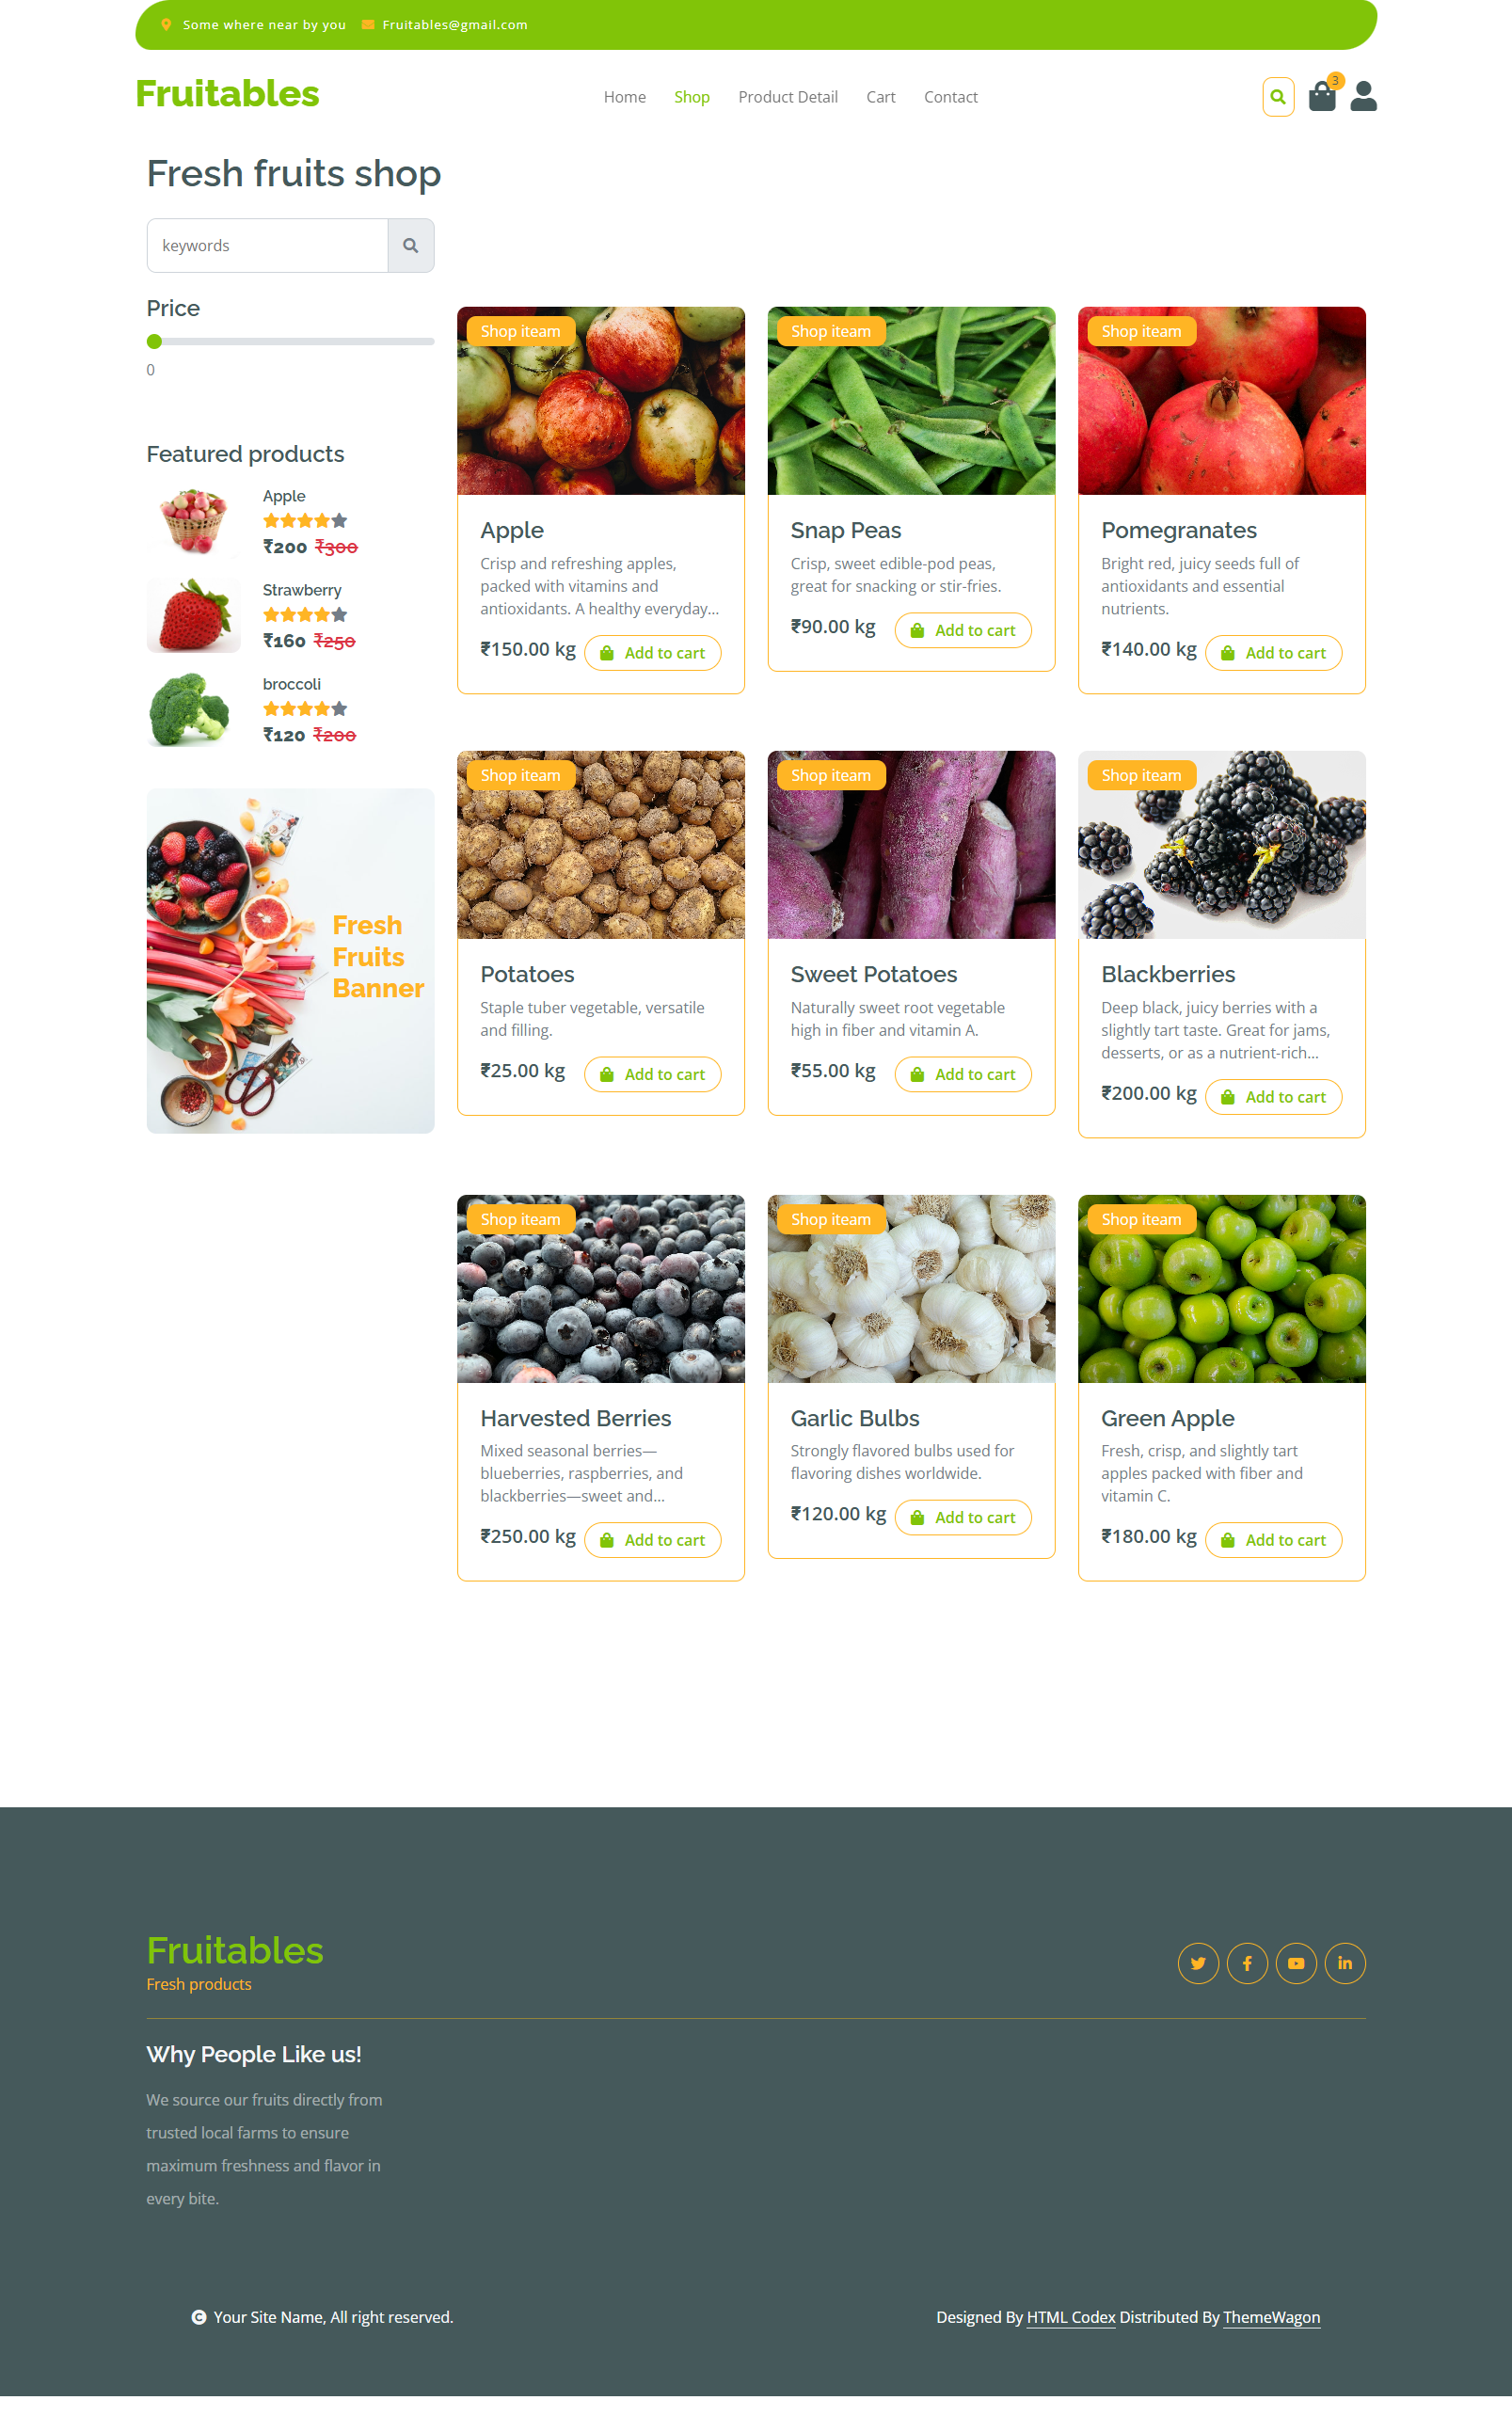 Some where near by you Fruitables@gmail.com
Fruitables
Home Shop Product Detail Cart Contact
3
Fresh fruits shop
keywords
Price
0
Featured products
Apple
₹200 ₹300
Strawberry
₹160 ₹250
broccoli
₹120 ₹200
Fresh
Fruits
Banner
Shop iteam
Apple
Crisp and refreshing apples,
packed with vitamins and
antioxidants. A healthy everyday...
₹150.00 kg Add to cart
Shop iteam
Snap Peas
Crisp, sweet edible-pod peas,
great for snacking or stir-fries.
₹90.00 kg Add to cart
Shop iteam
Pomegranates
Bright red, juicy seeds full of
antioxidants and essential
nutrients.
₹140.00 kg Add to cart
Shop iteam
Potatoes
Staple tuber vegetable, versatile
and filling.
₹25.00 kg Add to cart
Shop iteam
Sweet Potatoes
Naturally sweet root vegetable
high in fiber and vitamin A.
₹55.00 kg Add to cart
Shop iteam
Blackberries
Deep black, juicy berries with a
slightly tart taste. Great for jams,
desserts, or as a nutrient-rich...
₹200.00 kg Add to cart
Shop iteam
Harvested Berries
Mixed seasonal berries—
blueberries, raspberries, and
blackberries—sweet and...
₹250.00 kg Add to cart
Shop iteam
Garlic Bulbs
Strongly flavored bulbs used for
flavoring dishes worldwide.
₹120.00 kg Add to cart
Shop iteam
Green Apple
Fresh, crisp, and slightly tart
apples packed with fiber and
vitamin C.
₹180.00 kg Add to cart
Fruitables
Fresh products
Why People Like us!
We source our fruits directly from
trusted local farms to ensure
maximum freshness and flavor in
every bite.
Your Site Name, All right reserved.
Designed By HTML Codex Distributed By ThemeWagon